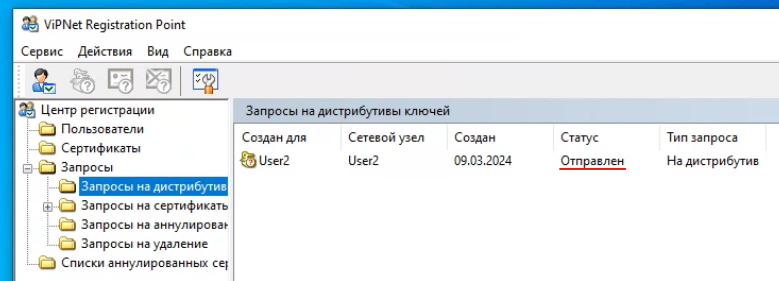 ViPNet Registration Point
Сервис Действия Вид Справка
Центр регистрации
Пользователи
Сертификаты
Запросы
Запросы на дистрибутив
Запросы на сертификаты
Запросы на аннулирован
Запросы на удаление
Списки аннулированных сер
Запросы на дистрибутивы ключей
Создан для Сетевой узел Создан Статус Тип запроса
User2 User2 09.03.2024 Отправлен На дистрибутив